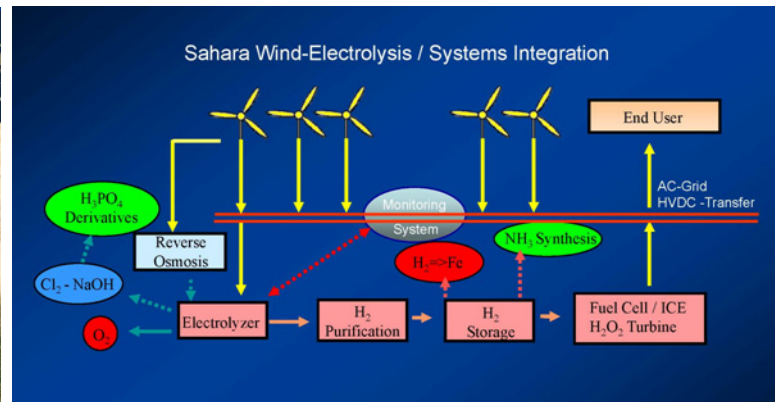 Sahara Wind-Electrolysis / Systems Integration
End User
AC-Grid
HVDC -Transfer
Monitoring
System
H₃PO₄
Derivatives
Reverse
Osmosis
NH₃ Synthesis
H₂=>Fe
Cl₂ - NaOH
Electrolyzer
H₂
Purification
H₂
Storage
Fuel Cell / ICE
H₂O₂ Turbine
O₂